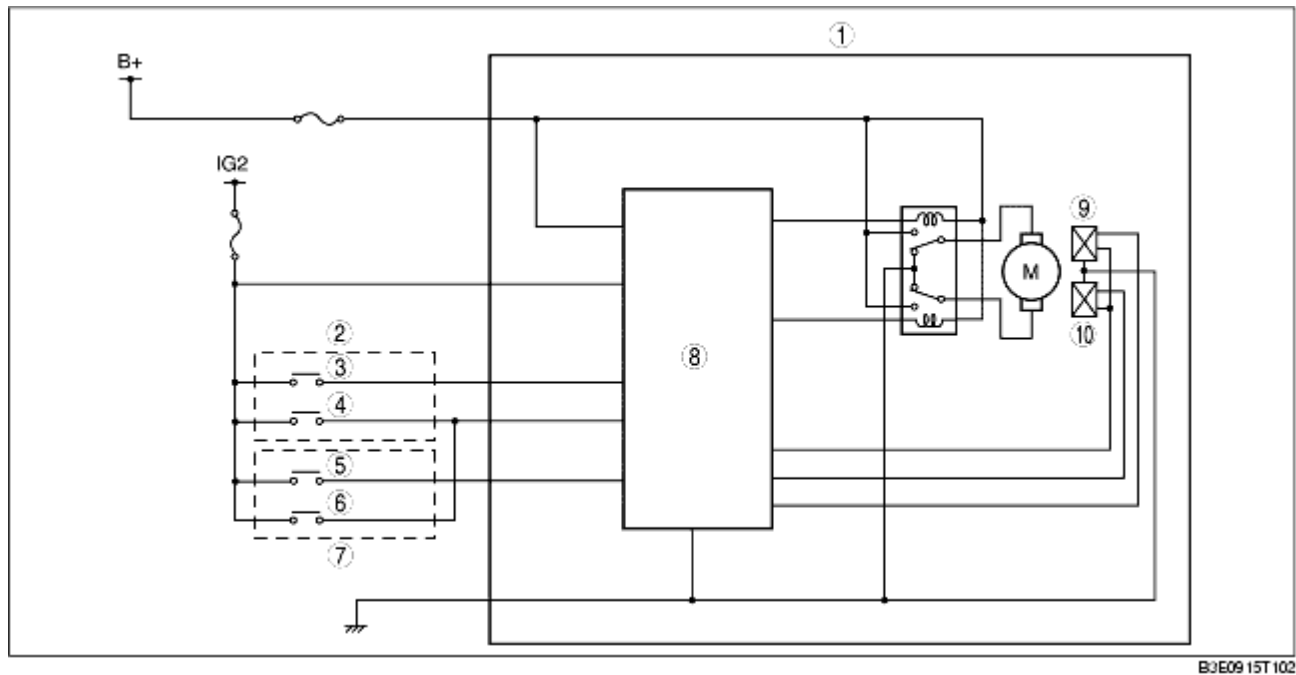 ①
B+
IG2
⑨
M
②
③
⑧
⑩
④
⑤
⑥
⑦
B3E0915T102